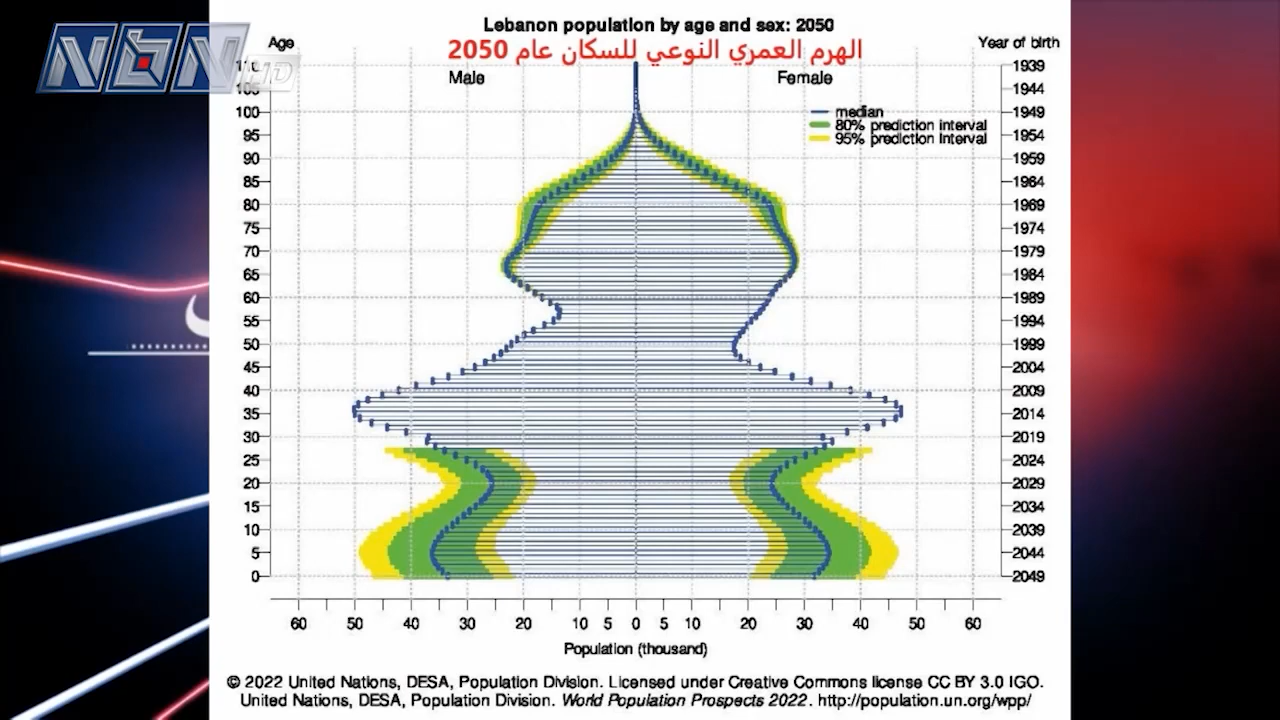 NBN HD
Lebanon population by age and sex: 2050
الهرم العمري النوعي للسكان عام 2050
Age
Year of birth
Male
Female
median
80% prediction interval
95% prediction interval
110 1939
105 1944
100 1949
95 1954
90 1959
85 1964
80 1969
75 1974
70 1979
65 1984
60 1989
55 1994
50 1999
45 2004
40 2009
35 2014
30 2019
25 2024
20 2029
15 2034
10 2039
5 2044
0 2049
60 50 40 30 20 10 5 0 5 10 20 30 40 50 60
Population (thousand)
© 2022 United Nations, DESA, Population Division. Licensed under Creative Commons license CC BY 3.0 IGO.
United Nations, DESA, Population Division. World Population Prospects 2022. http://population.un.org/wpp/